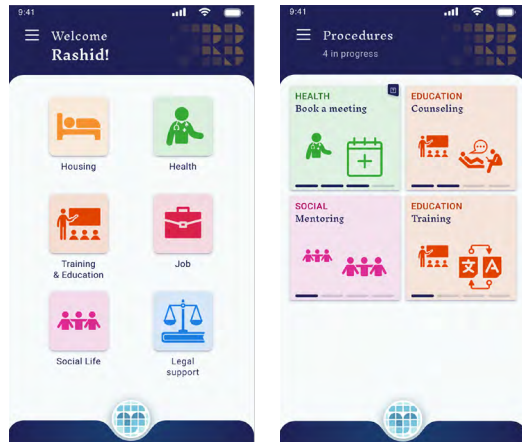 9:41
Welcome
Rashid!
Housing
Health
Training
& Education
Job
Social Life
Legal
support
9:41
Procedures
4 in progress
HEALTH
Book a meeting
EDUCATION
Counseling
SOCIAL
Mentoring
EDUCATION
Training
文 A